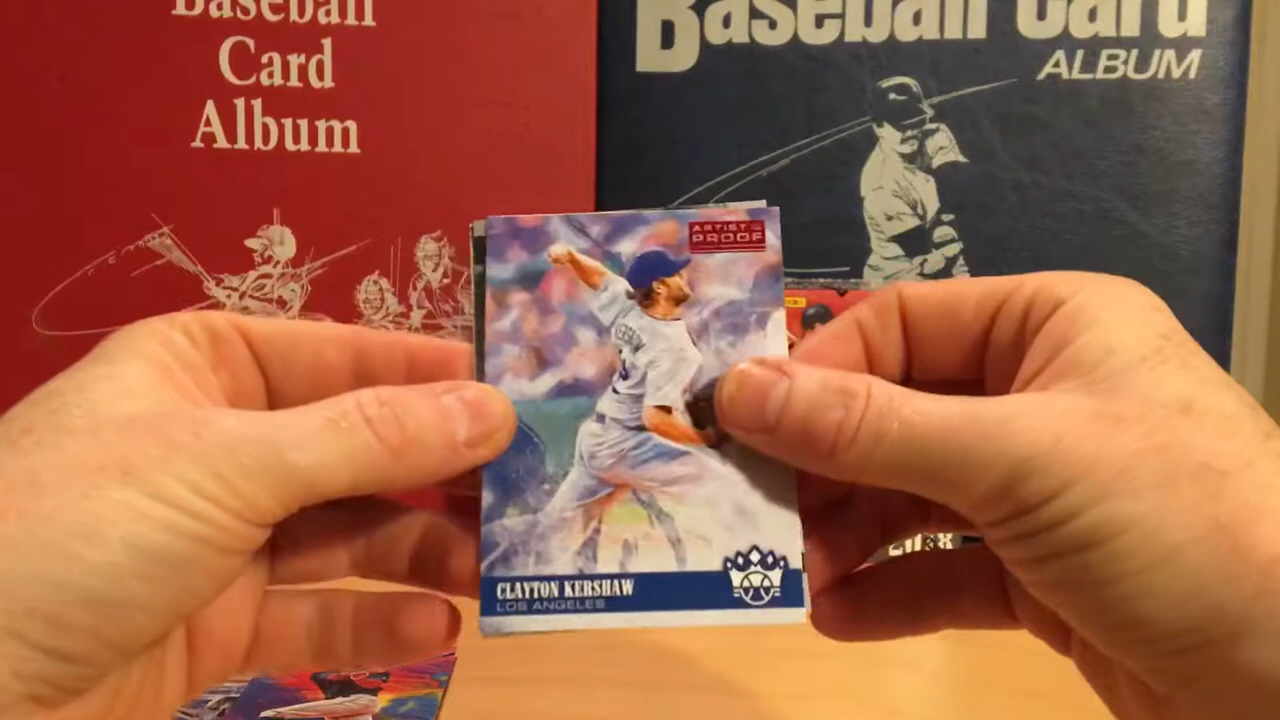 Baseball
Card
Album
Baseball Card
ALBUM
ARTIST
PROOF
CLAYTON KERSHAW
LOS ANGELES